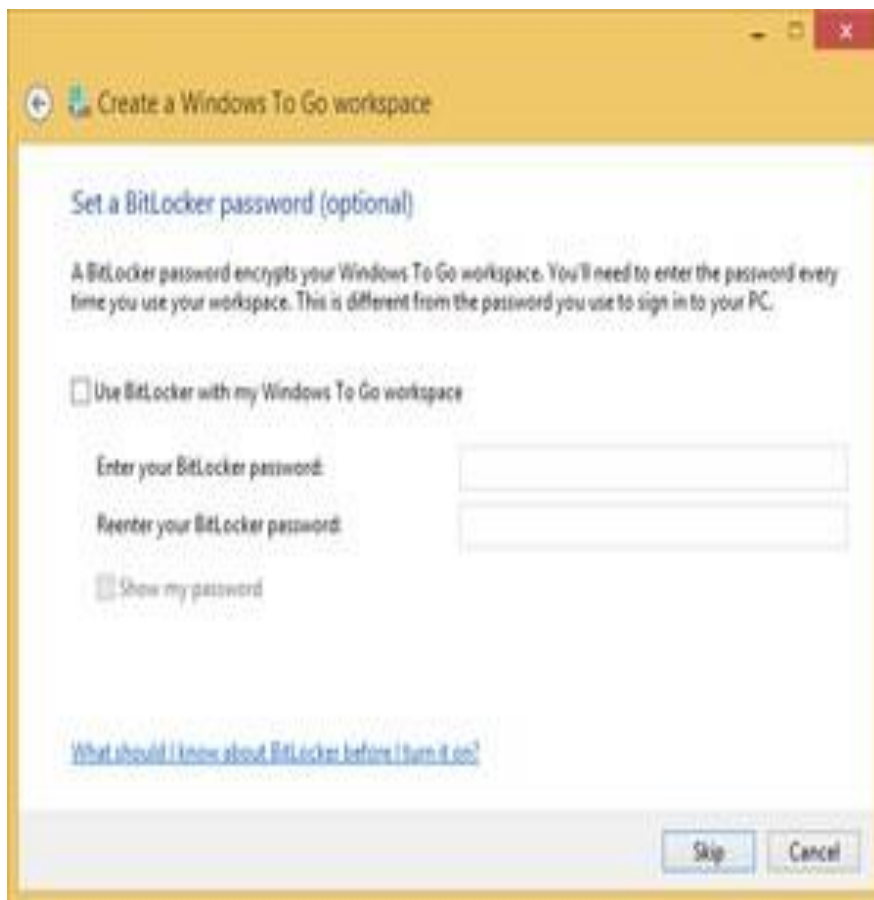 Create a Windows To Go workspace
Set a BitLocker password (optional)
A BitLocker password encrypts your Windows To Go workspace. You'll need to enter the password every
time you use your workspace. This is different from the password you use to sign in to your PC.
Use BitLocker with my Windows To Go workspace
Enter your BitLocker password:
Reenter your BitLocker password:
Show my password
What should I know about BitLocker before I turn it on?
Skip Cancel